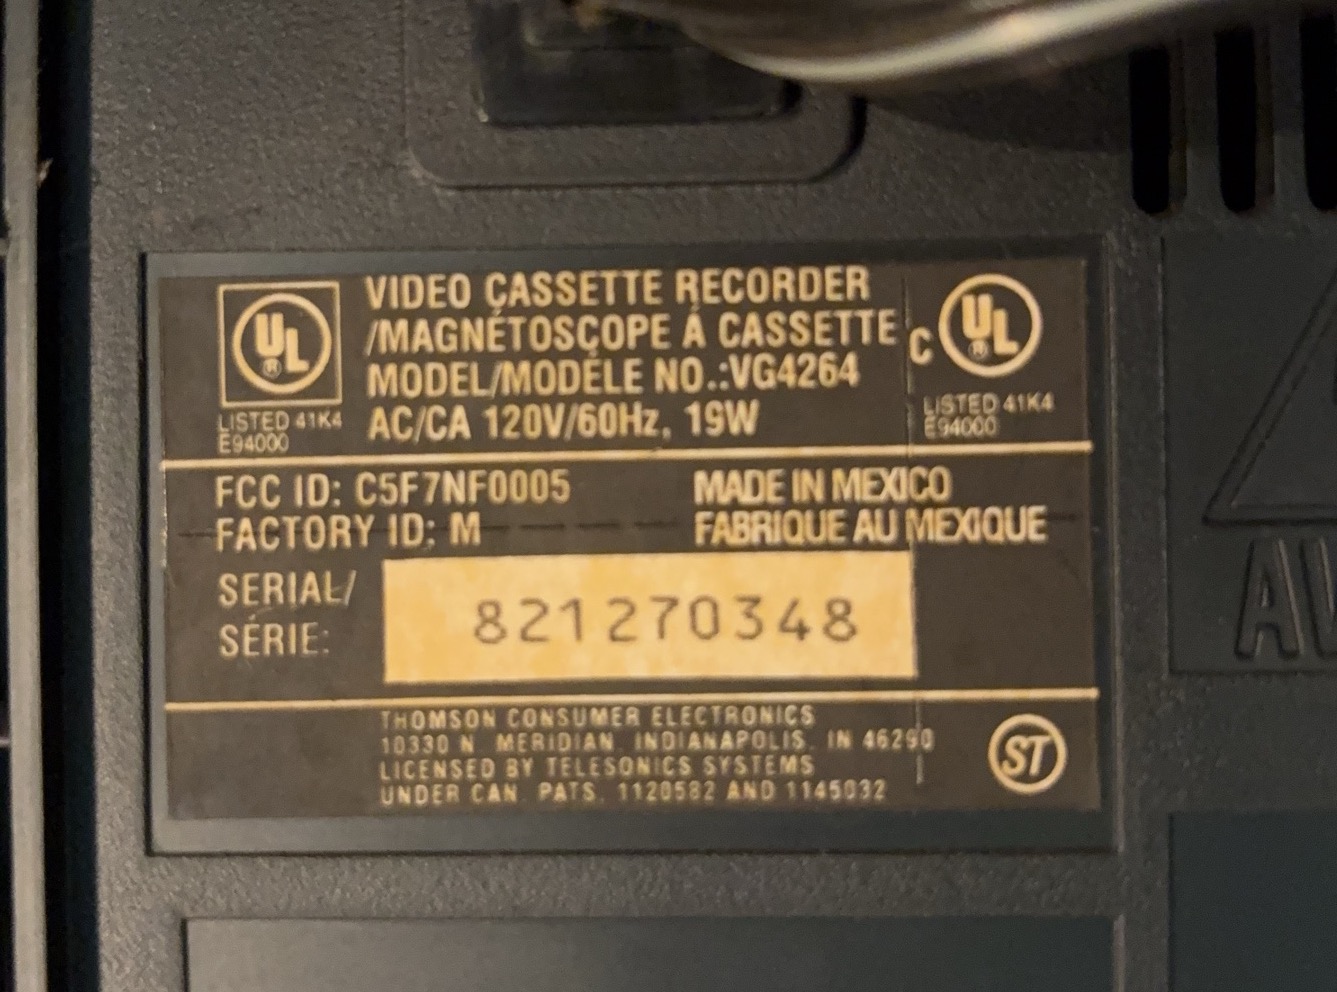 UL
®
LISTED 41K4
E94000
VIDEO CASSETTE RECORDER
/MAGNÉTOSCOPE À CASSETTE
MODEL/MODÈLE NO.:VG4264
AC/CA 120V/60Hz, 19W
C UL
®
LISTED 41K4
E94000
FCC ID: C5F7NF0005
FACTORY ID: M
MADE IN MEXICO
FABRIQUE AU MEXIQUE
SERIAL/
SÉRIE:
821270348
THOMSON CONSUMER ELECTRONICS
10330 N. MERIDIAN, INDIANAPOLIS, IN 46290
LICENSED BY TELESONICS SYSTEMS
UNDER CAN. PATS. 1120582 AND 1145032
ST